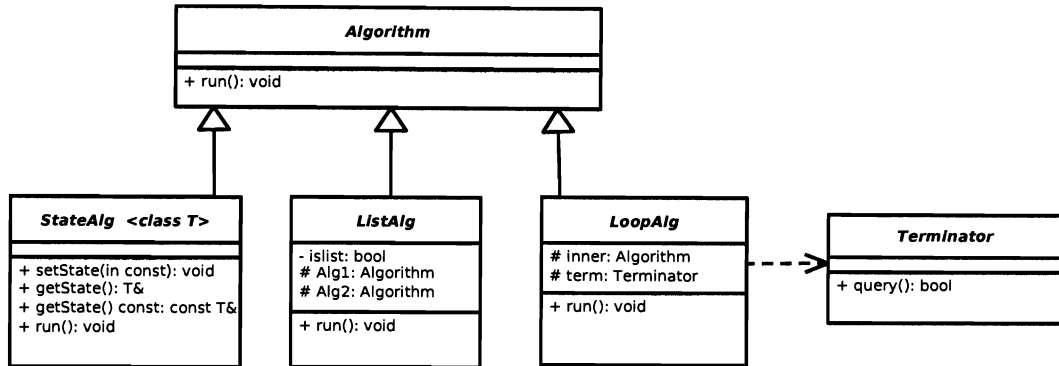 Algorithm
+ run(): void
StateAlg <class T>
+ setState(in const): void
+ getState(): T&
+ getState() const: const T&
+ run(): void
ListAlg
- islist: bool
# Alg1: Algorithm
# Alg2: Algorithm
+ run(): void
LoopAlg
# inner: Algorithm
# term: Terminator
+ run(): void
Terminator
+ query(): bool